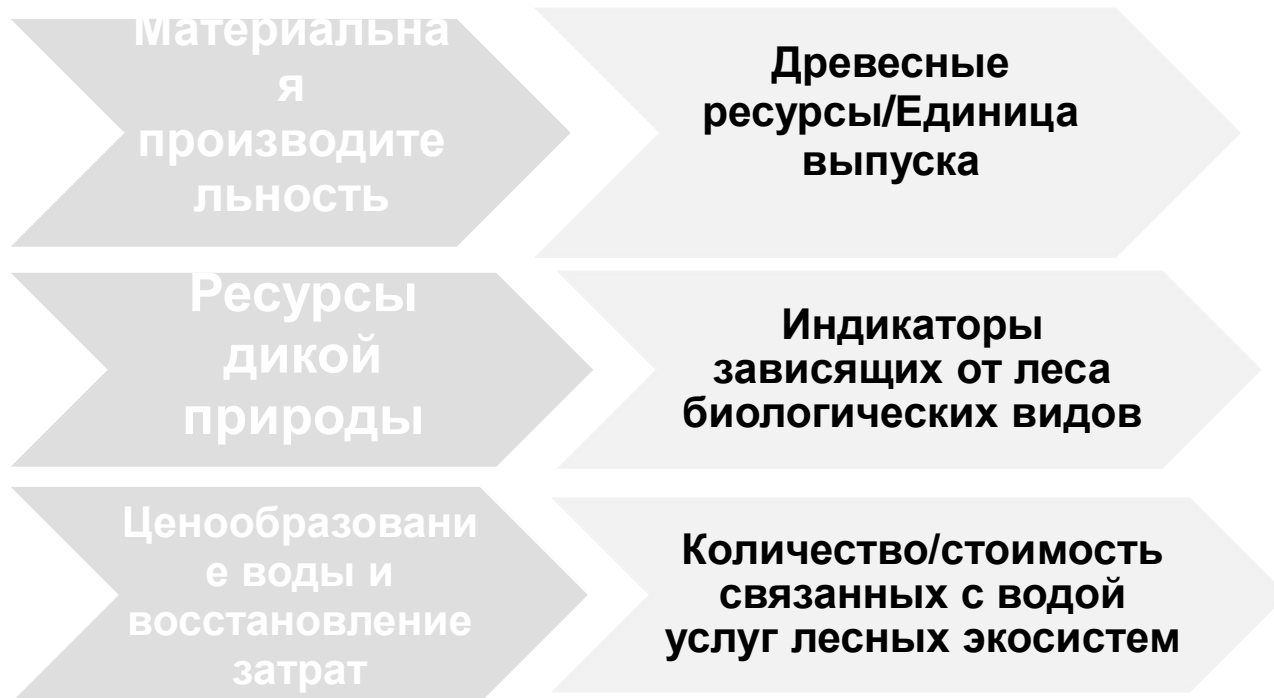 Материальна
я
производите
льность
Древесные
ресурсы/Единица
выпуска
Ресурсы
дикой
природы
Индикаторы
зависящих от леса
биологических видов
Ценообразовани
е воды и
восстановление
затрат
Количество/стоимость
связанных с водой
услуг лесных экосистем